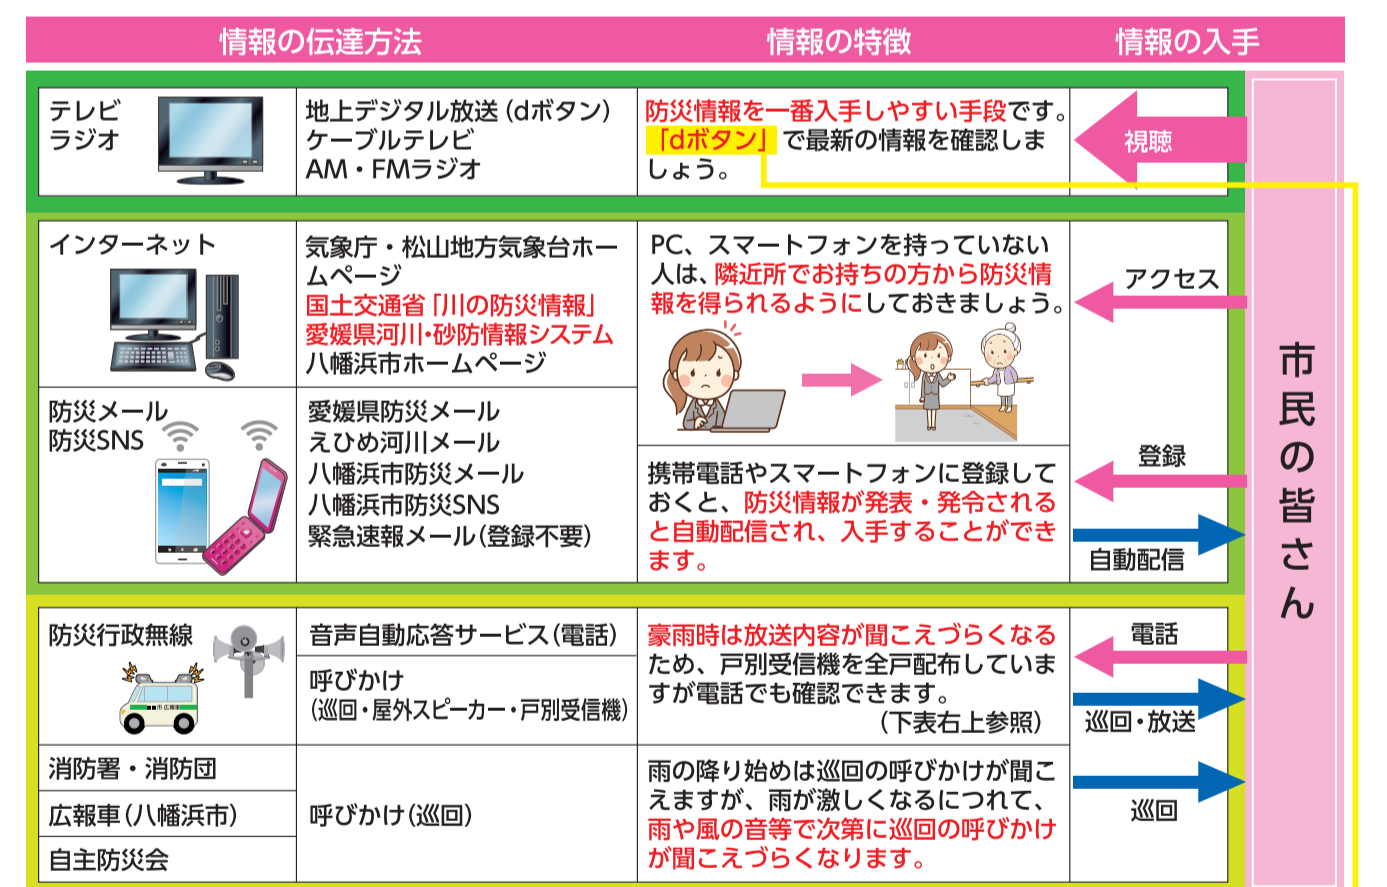 情報の伝達方法
情報の特徴
情報の入手
テレビ
ラジオ
地上デジタル放送（dボタン）
ケーブルテレビ
AM・FMラジオ
防災情報を一番入手しやすい手段です。
「dボタン」で最新の情報を確認しま
しょう。
視聴
インターネット
気象庁・松山地方気象台ホー
ムページ
国土交通省「川の防災情報」
愛媛県河川・砂防情報システム
八幡浜市ホームページ
PC、スマートフォンを持っていない
人は、隣近所でお持ちの方から防災情
報を得られるようにしておきましょう。
アクセス
防災メール
防災SNS
愛媛県防災メール
えひめ河川メール
八幡浜市防災メール
八幡浜市防災SNS
緊急速報メール（登録不要）
携帯電話やスマートフォンに登録して
おくと、防災情報が発表・発令される
と自動配信され、入手することができ
ます。
登録
自動配信
防災行政無線
音声自動応答サービス（電話）
呼びかけ
（巡回・屋外スピーカー・戸別受信機）
豪雨時は放送内容が聞こえづらくなる
ため、戸別受信機を全戸配布していま
すが電話でも確認できます。
（下表右上参照）
電話
巡回・放送
消防署・消防団
広報車（八幡浜市）
自主防災会
呼びかけ（巡回）
雨の降り始めは巡回の呼びかけが聞こ
えますが、雨が激しくなるにつれて、
雨や風の音等で次第に巡回の呼びかけ
が聞こえづらくなります。
巡回
市民の皆さん